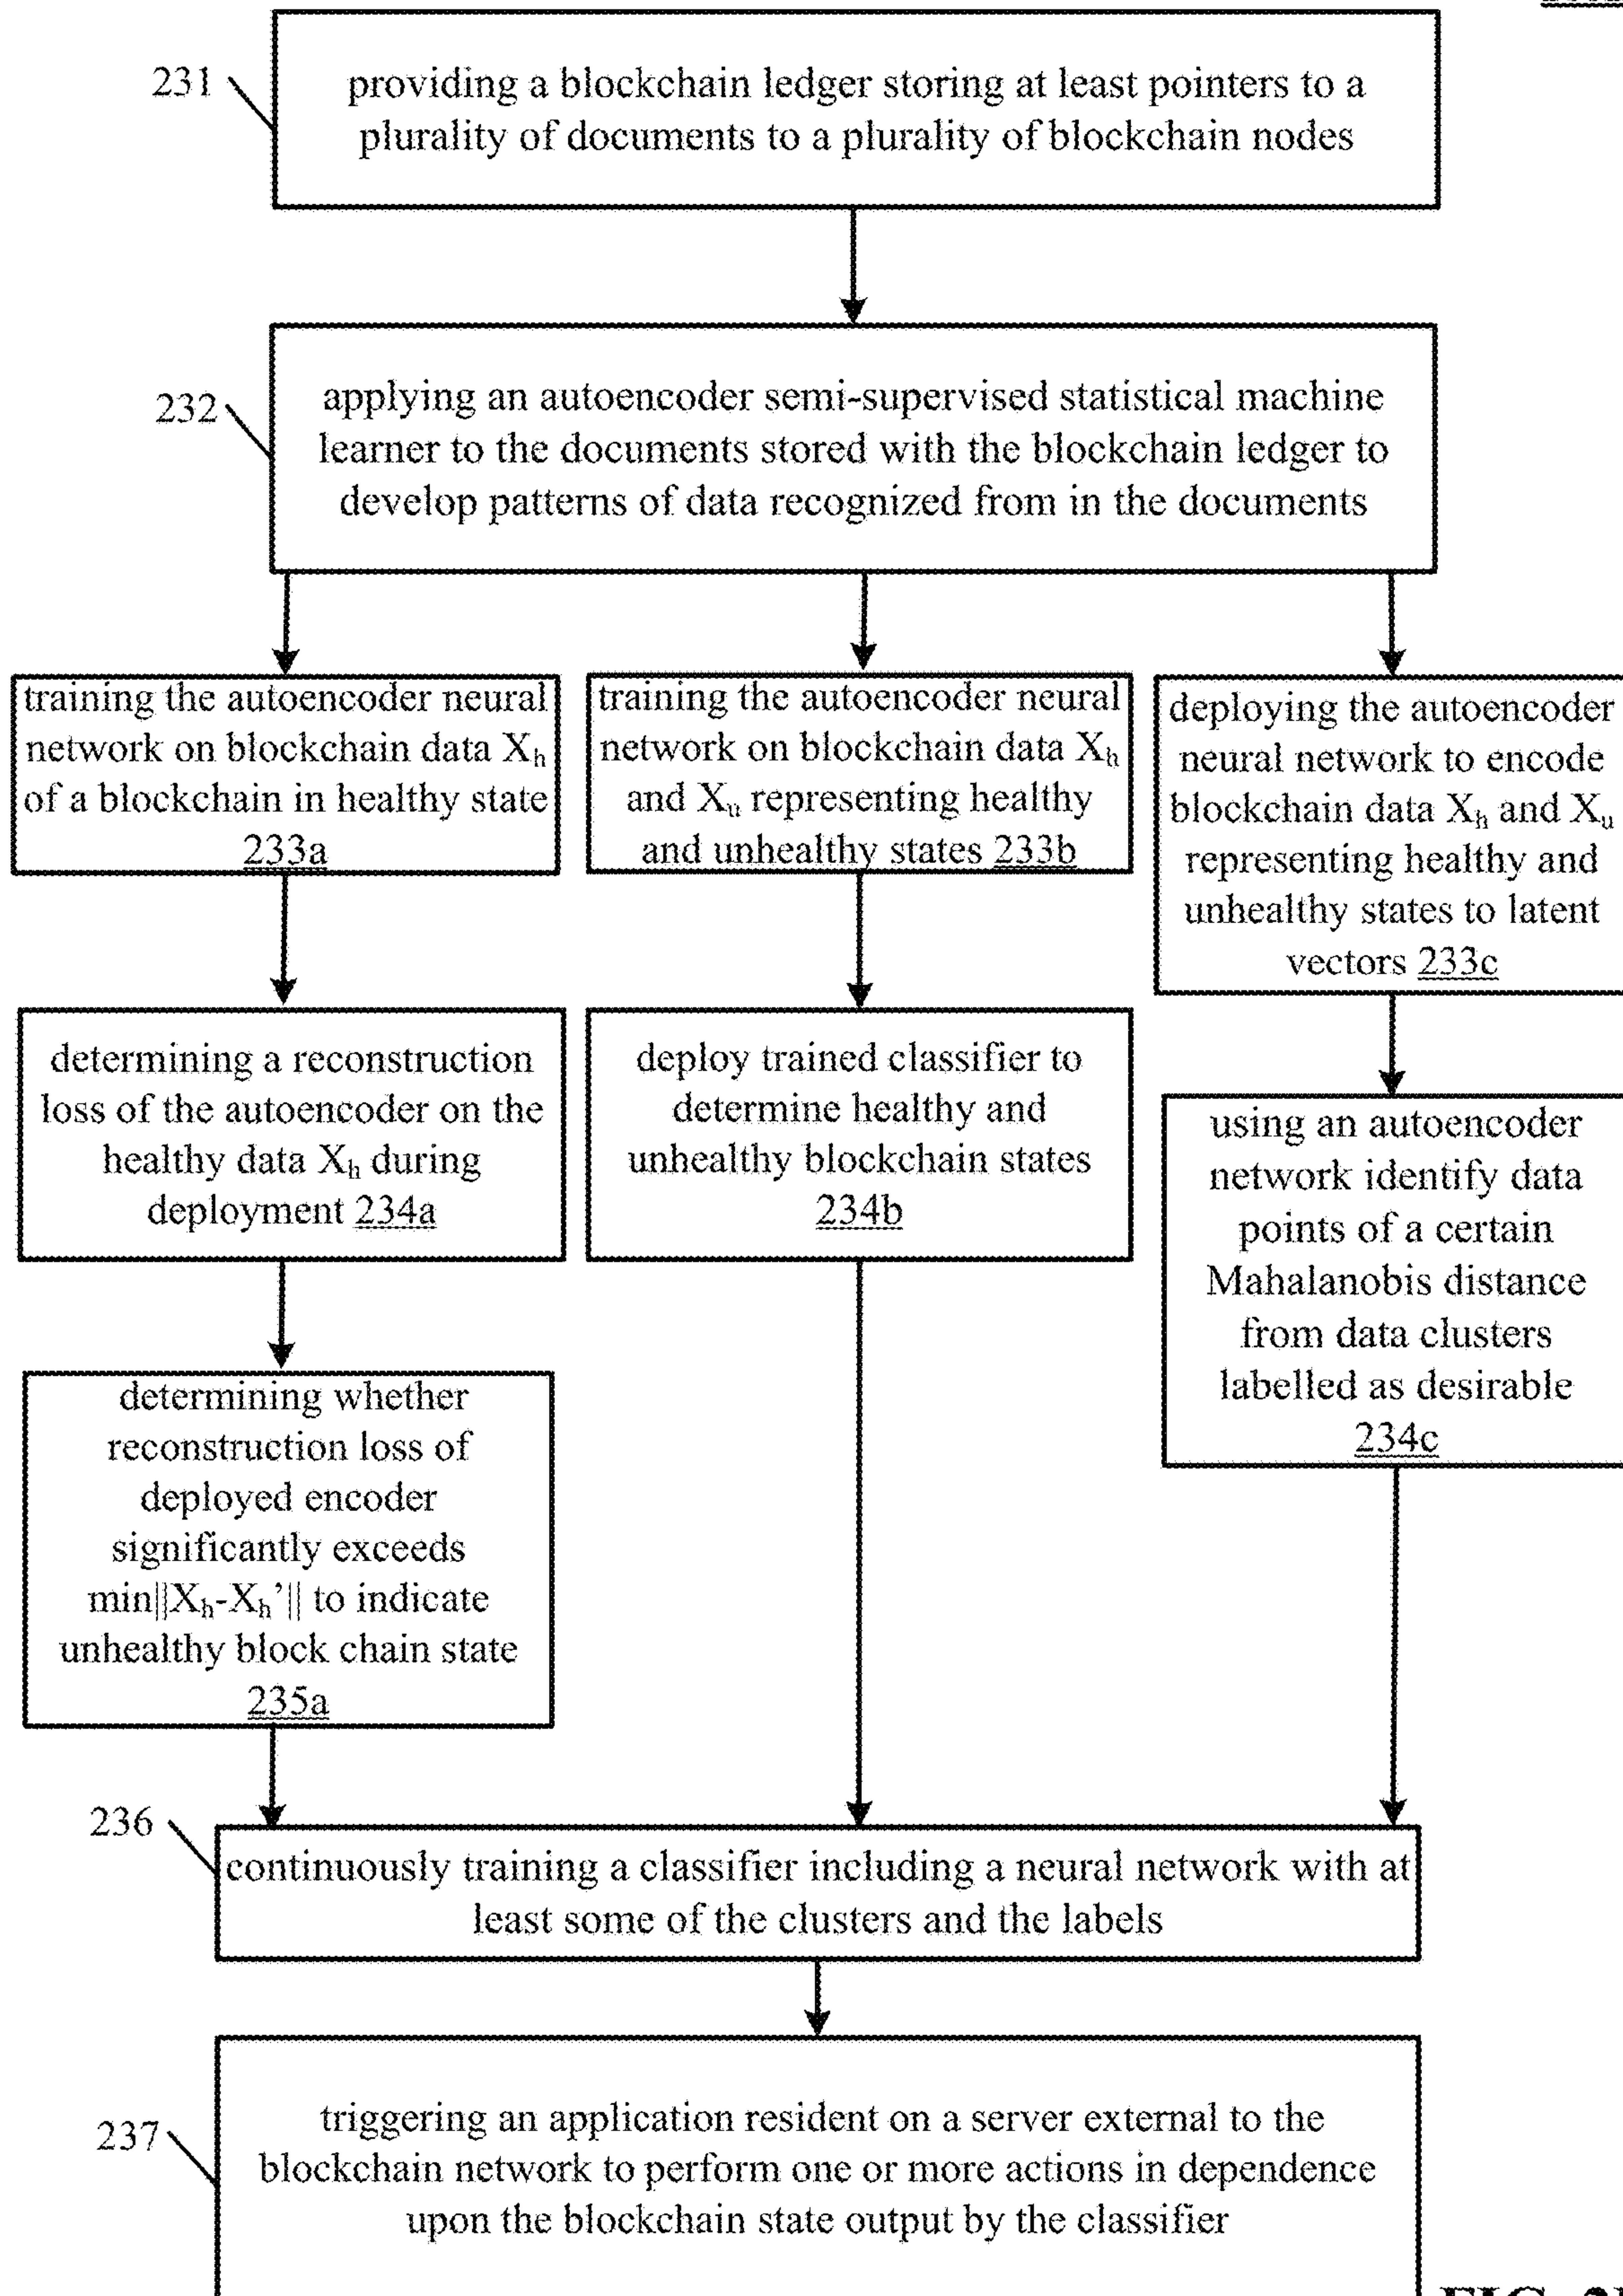 231
providing a blockchain ledger storing at least pointers to a
plurality of documents to a plurality of blockchain nodes
232
applying an autoencoder semi-supervised statistical machine
learner to the documents stored with the blockchain ledger to
develop patterns of data recognized from in the documents
training the autoencoder neural
network on blockchain data Xₕ
of a blockchain in healthy state
233a
training the autoencoder neural
network on blockchain data Xₕ
and Xᵤ representing healthy
and unhealthy states 233b
deploying the autoencoder
neural network to encode
blockchain data Xₕ and Xᵤ
representing healthy and
unhealthy states to latent
vectors 233c
determining a reconstruction
loss of the autoencoder on the
healthy data Xₕ during
deployment 234a
deploy trained classifier to
determine healthy and
unhealthy blockchain states
234b
using an autoencoder
network identify data
points of a certain
Mahalanobis distance
from data clusters
labelled as desirable
234c
determining whether
reconstruction loss of
deployed encoder
significantly exceeds
min||Xₕ-Xₕ’|| to indicate
unhealthy block chain state
235a
236
continuously training a classifier including a neural network with at
least some of the clusters and the labels
237
triggering an application resident on a server external to the
blockchain network to perform one or more actions in dependence
upon the blockchain state output by the classifier